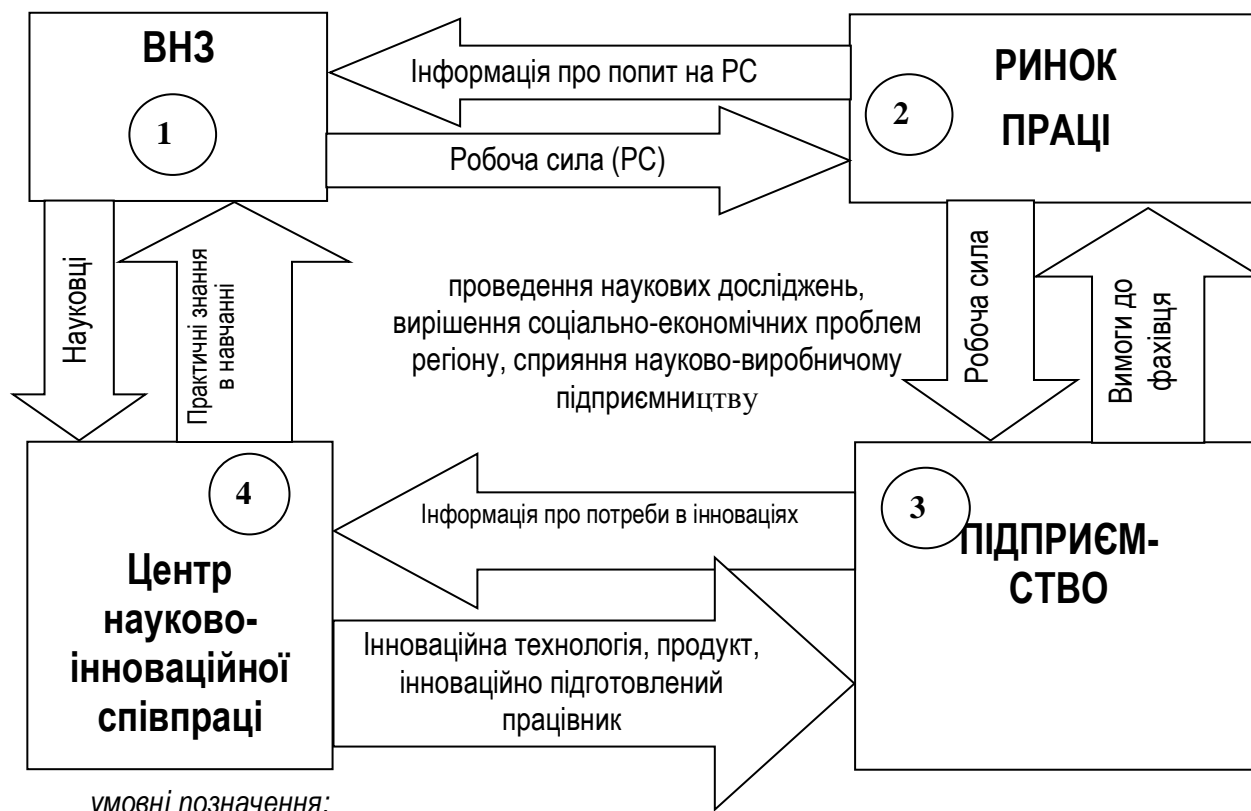 ВНЗ
1
Інформація про попит на РС
Робоча сила (РС)
РИНОК
ПРАЦІ
2
Науковці
Практичні знання
в навчанні
проведення наукових досліджень,
вирішення соціально-економічних проблем
регіону, сприяння науково-виробничому
підприємництву
Робоча сила
Вимоги до
фахівця
4
Центр
науково-
інноваційної
співпраці
Інформація про потреби в інноваціях
Інноваційна технологія, продукт,
інноваційно підготовлений
працівник
3
ПІДПРИЄМ-
СТВО
умовні позначення: